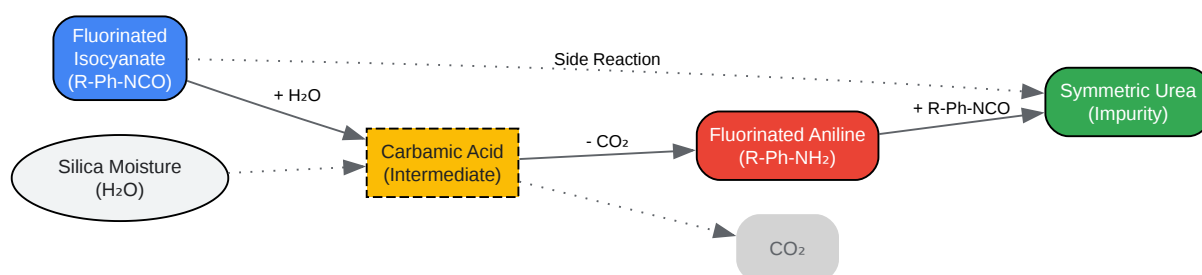 Fluorinated
Isocyanate
(R-Ph-NCO)
Side Reaction
+ H₂O
Silica Moisture
(H₂O)
Carbamic Acid
(Intermediate)
- CO₂
Fluorinated Aniline
(R-Ph-NH₂)
+ R-Ph-NCO
Symmetric Urea
(Impurity)
CO₂